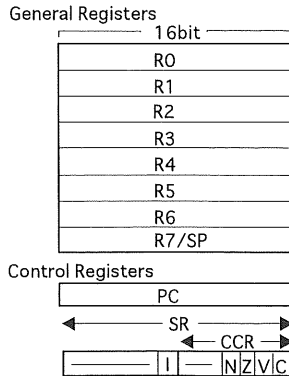 General Registers
16bit
R0
R1
R2
R3
R4
R5
R6
R7/SP
Control Registers
PC
SR
CCR
I N Z V C